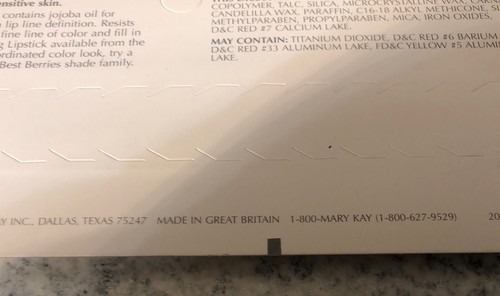 nsitive skin.
contains jojoba oil for
lip line definition. Resists
fine line of color and fill in
g Lipstick available from the
rdinated color look, try a
Best Berries shade family.
COPOLYMER, TALC, SILICA, MICROCRYSTALLINE WAX,
CANDELILLA WAX, PARAFFIN, C16-18 ALKYL METHICONE,
METHYLPARABEN, PROPYLPARABEN, MICA, IRON OXIDES,
D&C RED #7 CALCIUM LAKE.
MAY CONTAIN: TITANIUM DIOXIDE, D&C RED #6 BARIUM
D&C RED #33 ALUMINUM LAKE, FD&C YELLOW #5 ALUMI
LAKE.
Y INC., DALLAS, TEXAS 75247 MADE IN GREAT BRITAIN 1-800-MARY KAY (1-800-627-9529) 20